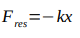 F_res = −kx